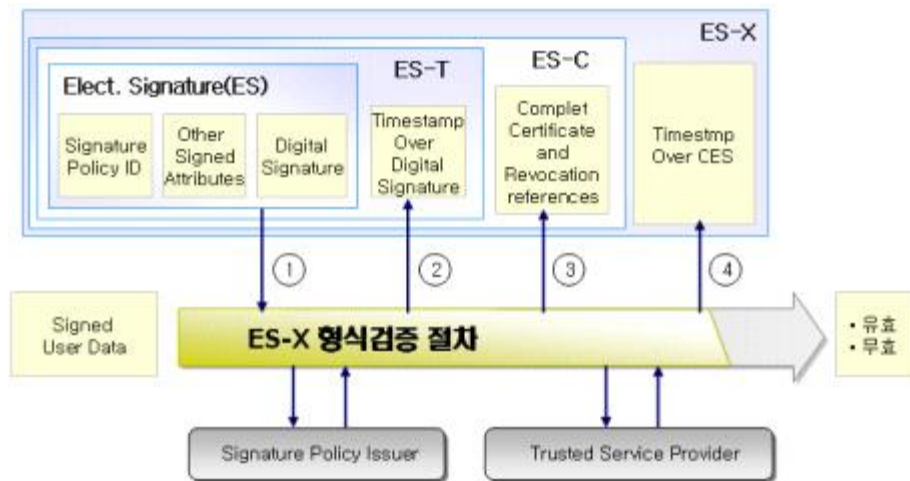 ES-X
ES-T
ES-C
Elect. Signature(ES)
Signature
Policy ID
Other
Signed
Attributes
Digital
Signature
Timestamp
Over
Digital
Signature
Complet
Certificate
and
Revocation
references
Timestmp
Over CES
①
②
③
④
Signed
User Data
ES-X 형식검증 절차
• 유효
• 무효
Signature Policy Issuer
Trusted Service Provider